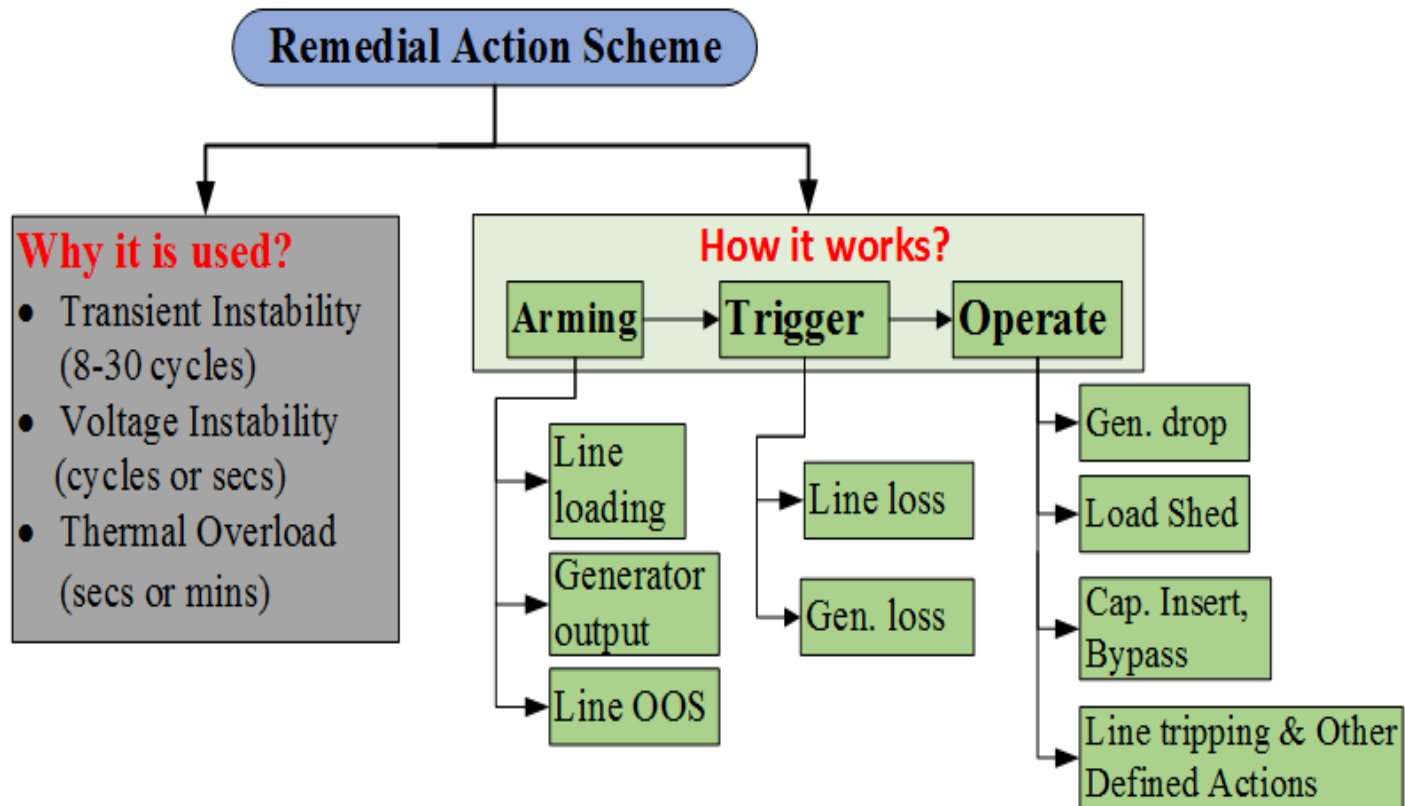 Remedial Action Scheme
Why it is used?
• Transient Instability
(8-30 cycles)
• Voltage Instability
(cycles or secs)
• Thermal Overload
(secs or mins)
How it works?
Arming
Trigger
Operate
Line
loading
Generator
output
Line OOS
Line loss
Gen. loss
Gen. drop
Load Shed
Cap. Insert,
Bypass
Line tripping & Other
Defined Actions